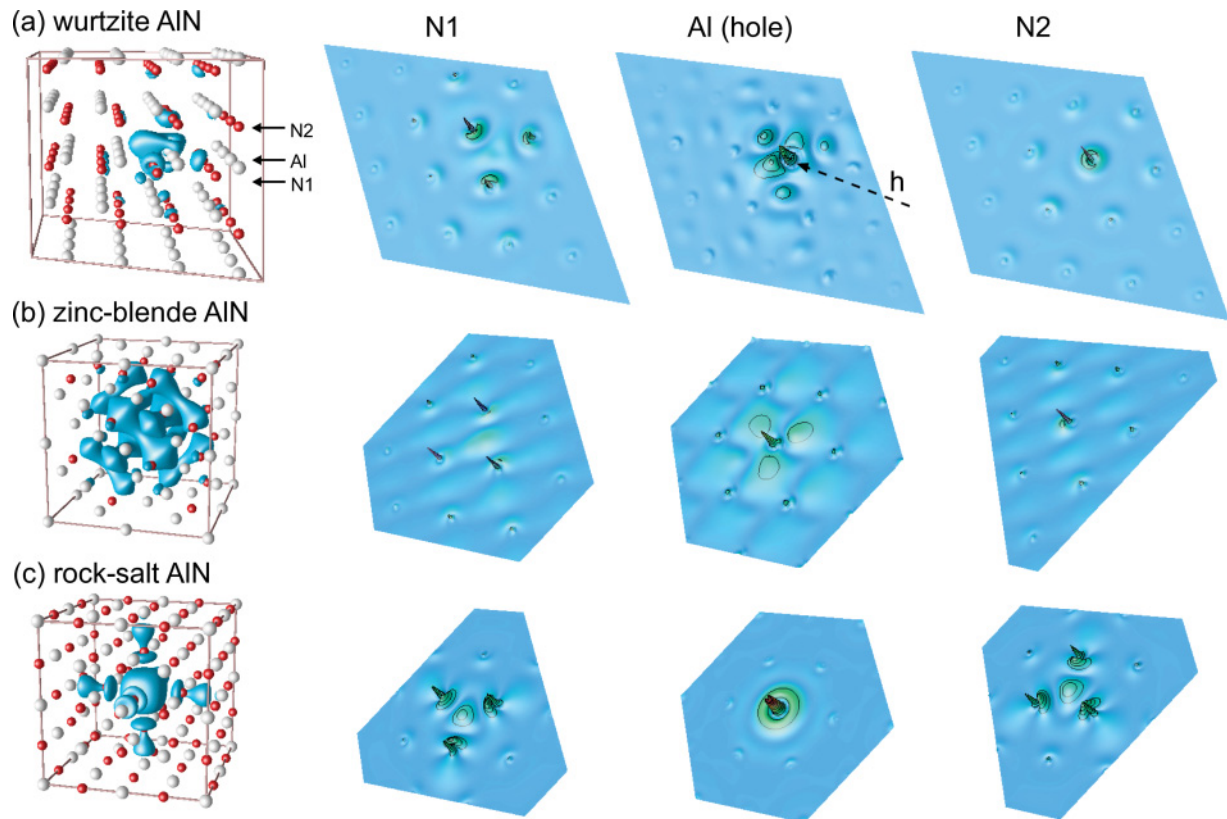 (a) wurtzite AlN
N1
Al (hole)
N2
N2
Al
N1
h
(b) zinc-blende AlN
(c) rock-salt AlN